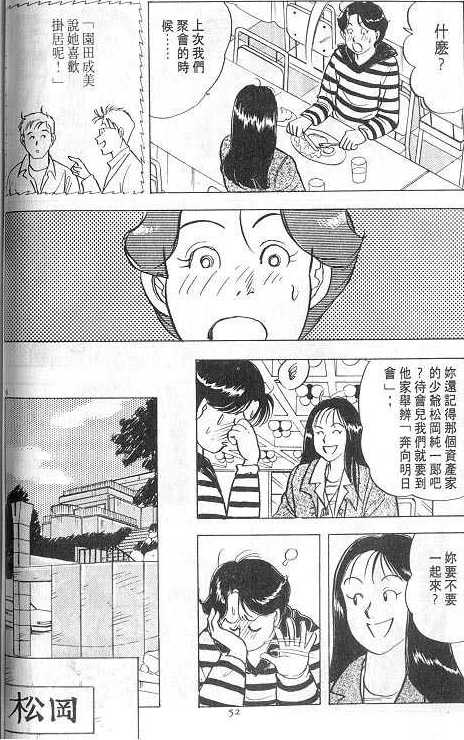 什麼?
上次我們
聚會的時
候……
「園田成美
說她喜歡
掛居呢!」
妳還記得那個資產家
的少爺松岡純一郎吧
?待會兒我們就要到
他家舉辦「奔向明日
會」;
妳要不要
一起來?
52
松岡